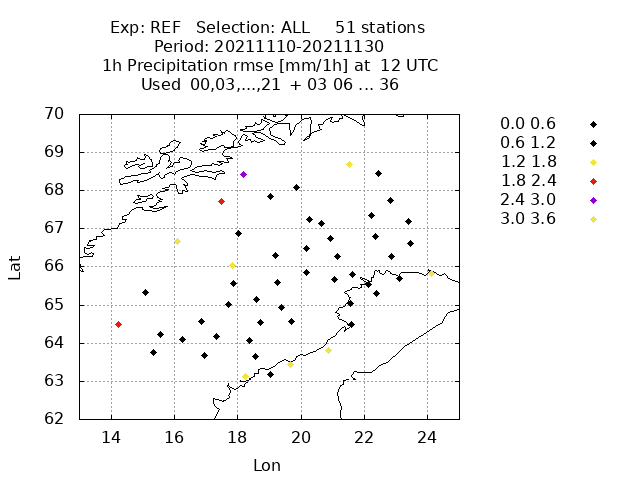 Exp: REF   Selection: ALL     51 stations
Period: 20211110-20211130
1h Precipitation rmse [mm/1h] at  12 UTC
Used  00,03,...,21  + 03 06 ... 36
70
69
68
67
66
65
64
63
62
14 16 18 20 22 24
Lat
Lon
0.0 0.6
0.6 1.2
1.2 1.8
1.8 2.4
2.4 3.0
3.0 3.6